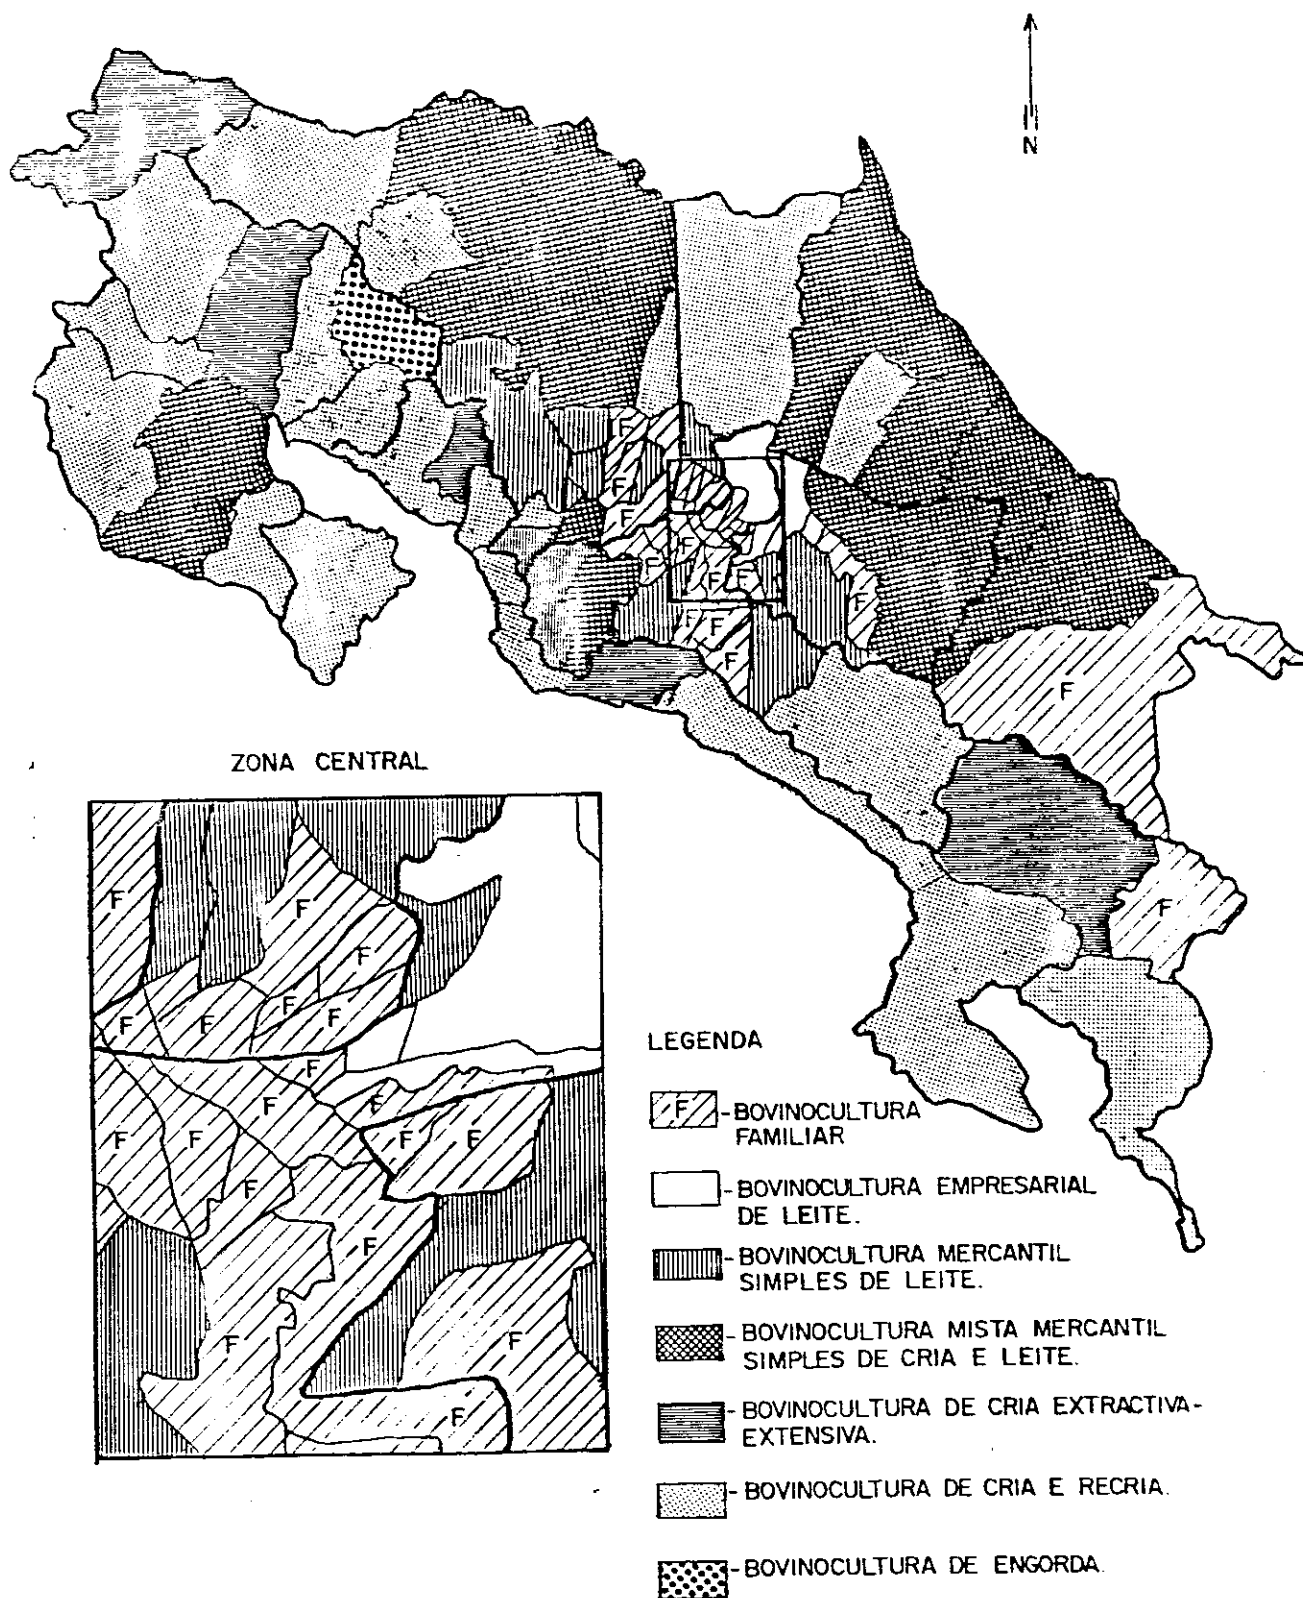 N
F
F
F
F
F
F
F
F
F
F
F
F
F
F
ZONA CENTRAL
F
F
F
F
F
F
F
F
F
F
F
F
F
F
E
F
F
F
F
F
LEGENDA
F - BOVINOCULTURA
FAMILIAR
- BOVINOCULTURA EMPRESARIAL
DE LEITE.
- BOVINOCULTURA MERCANTIL
SIMPLES DE LEITE.
- BOVINOCULTURA MISTA MERCANTIL
SIMPLES DE CRIA E LEITE.
- BOVINOCULTURA DE CRIA EXTRACTIVA-
EXTENSIVA.
- BOVINOCULTURA DE CRIA E RECRIA.
- BOVINOCULTURA DE ENGORDA.